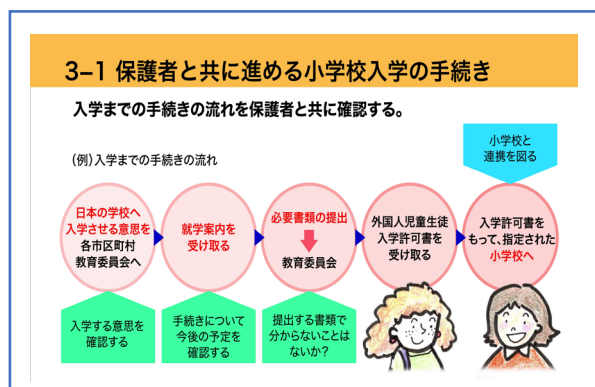 3–1 保護者と共に進める小学校入学の手続き
入学までの手続きの流れを保護者と共に確認する。
小学校と
連携を図る
(例)入学までの手続きの流れ
日本の学校へ
入学させる意思を
各市区町村
教育委員会へ
就学案内を
受け取る
必要書類の提出
教育委員会
外国人児童生徒
入学許可書を
受け取る
入学許可書を
もって、指定された
小学校へ
入学する意思を
確認する
手続きについて
今後の予定を
確認する
提出する書類で
分からないことは
ないか?